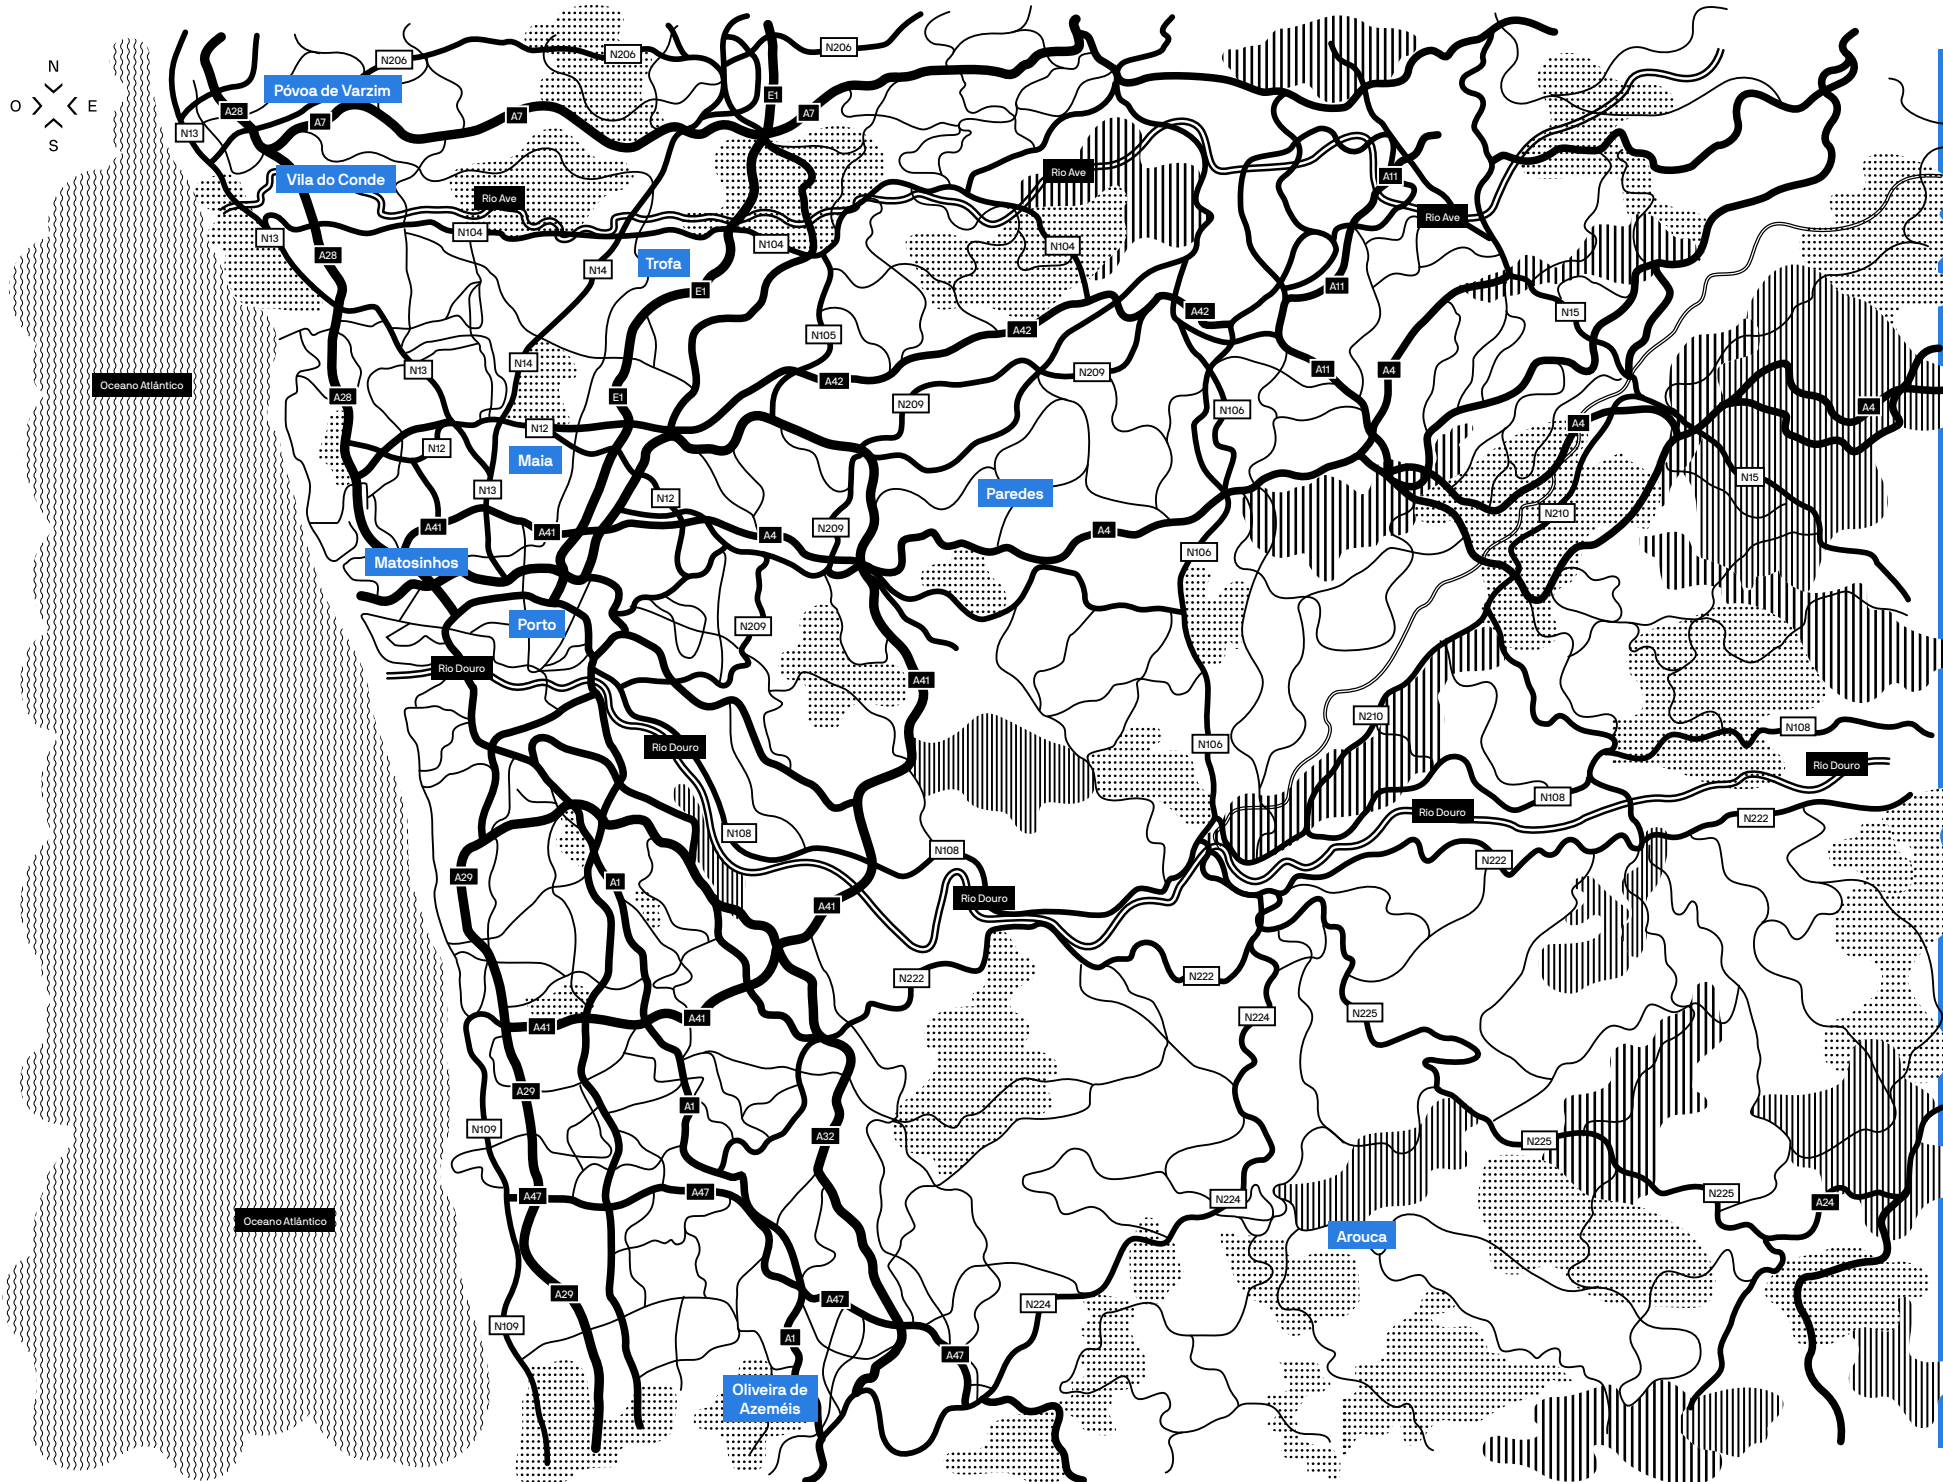 N206
N206
N206
N
O
E
S
Póvoa de Varzim
E1
A28
A7
A7
A7
N13
Vila do Conde
Rio Ave
Rio Ave
A11
Rio Ave
N13
N104
N104
N104
A28
Trofa
N14
E1
A11
A42
N15
A42
N105
N14
N13
N209
A11
A4
Oceano Atlântico
A42
A28
E1
N209
N106
A4
A4
N12
N12
Maia
N15
N13
Paredes
N12
N210
A41
A41
N209
A4
A4
N106
Matosinhos
Porto
N209
Rio Douro
A41
N210
N108
Rio Douro
N106
Rio Douro
N108
Rio Douro
N222
N108
N108
N222
A29
A1
Rio Douro
A41
N222
N222
N224
N225
A41
A41
A29
A1
N109
A32
N225
A47
A47
N224
N225
A24
Oceano Atlântico
Arouca
A29
A47
N224
N109
A1
A47
Oliveira de
Azeméis